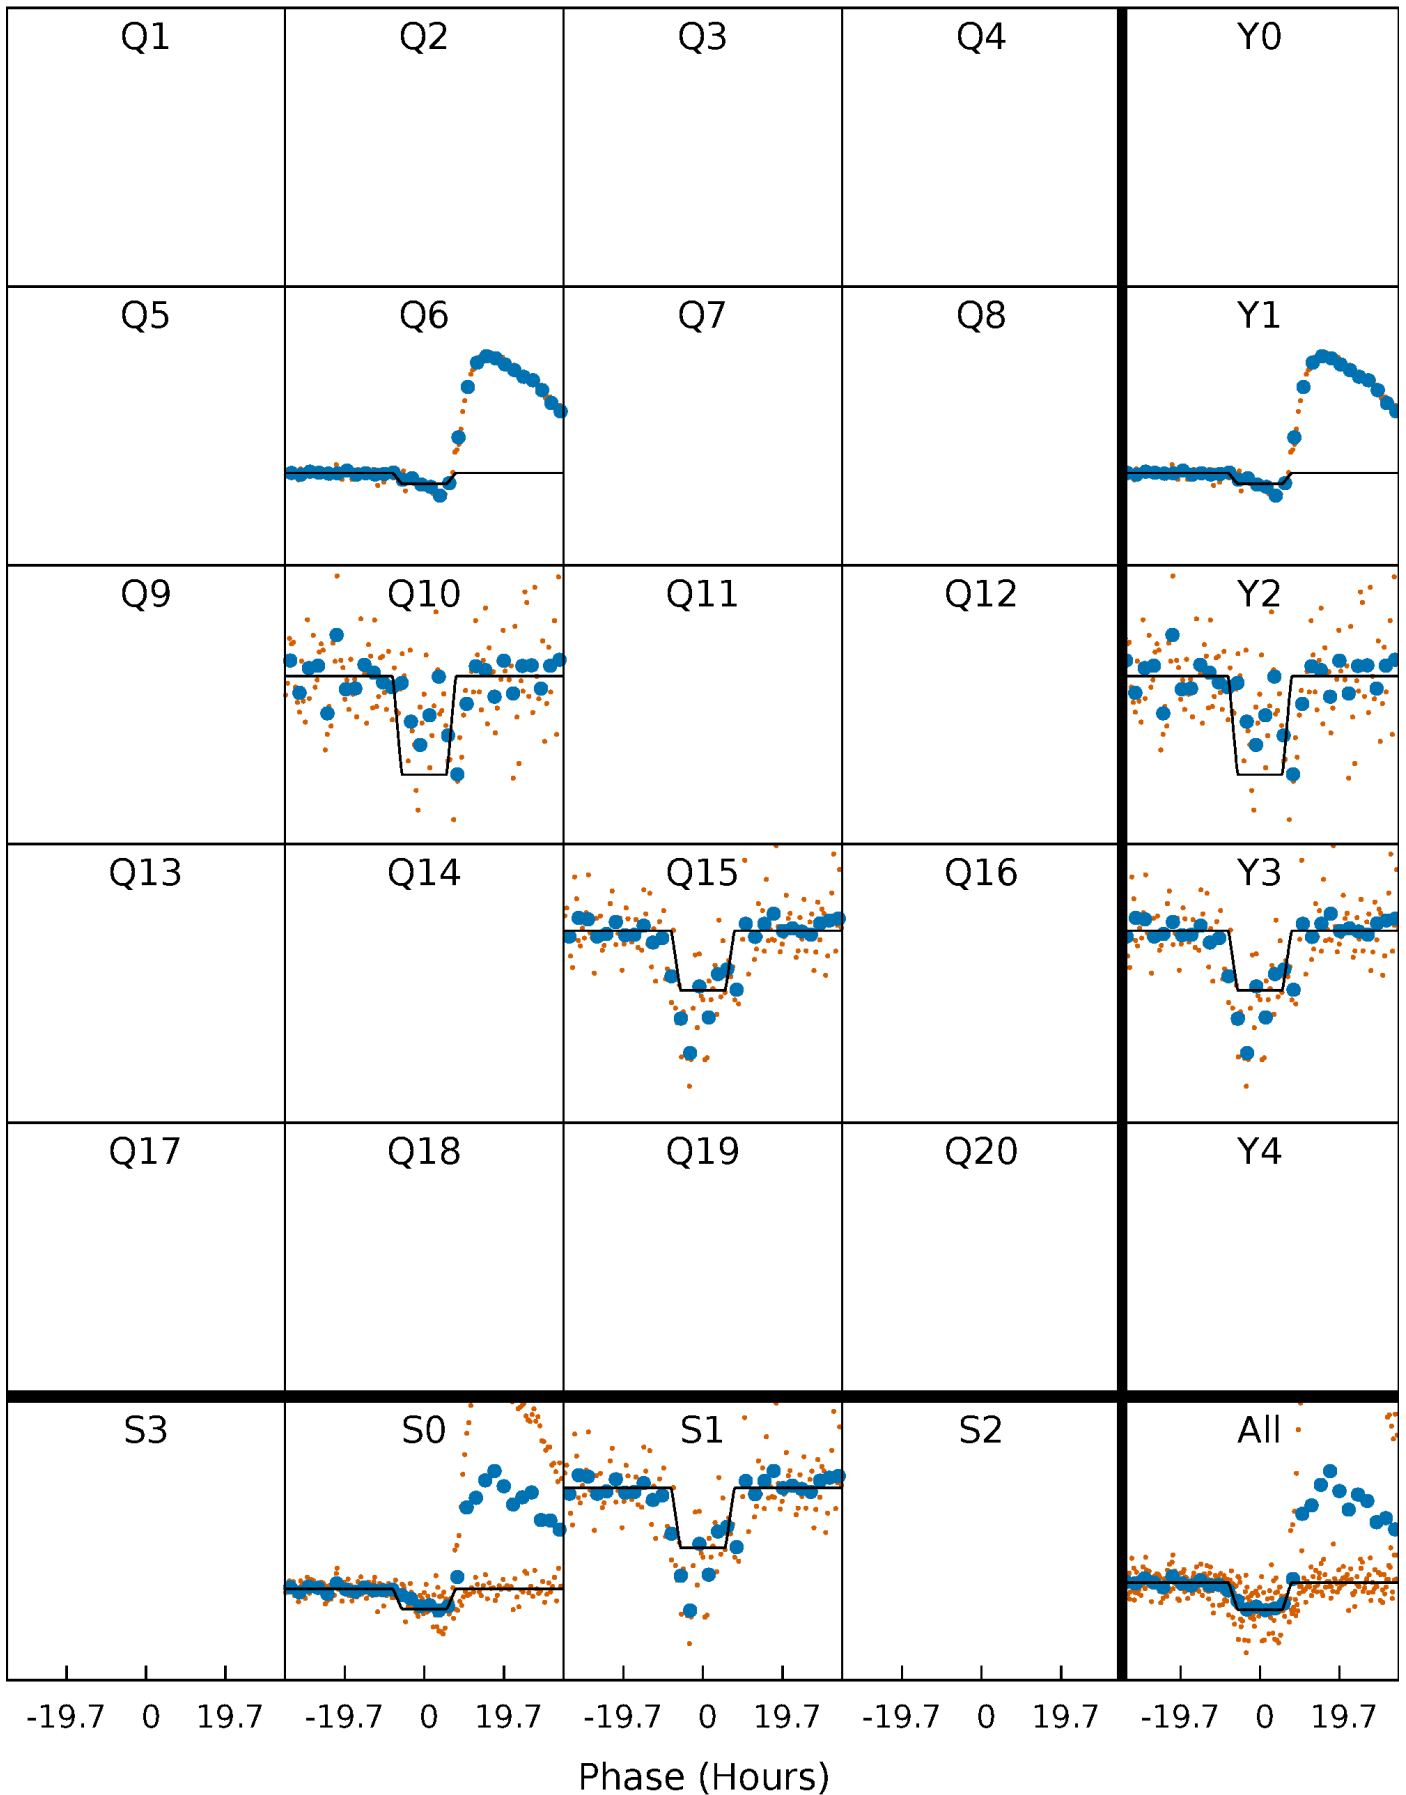 Q1 Q2 Q3 Q4 Y0
Q5 Q6 Q7 Q8 Y1
Q9 Q10 Q11 Q12 Y2
Q13 Q14 Q15 Q16 Y3
Q17 Q18 Q19 Q20 Y4
S3 S0 S1 S2 All
-19.7 0 19.7 -19.7 0 19.7 -19.7 0 19.7 -19.7 0 19.7 -19.7 0 19.7
Phase (Hours)